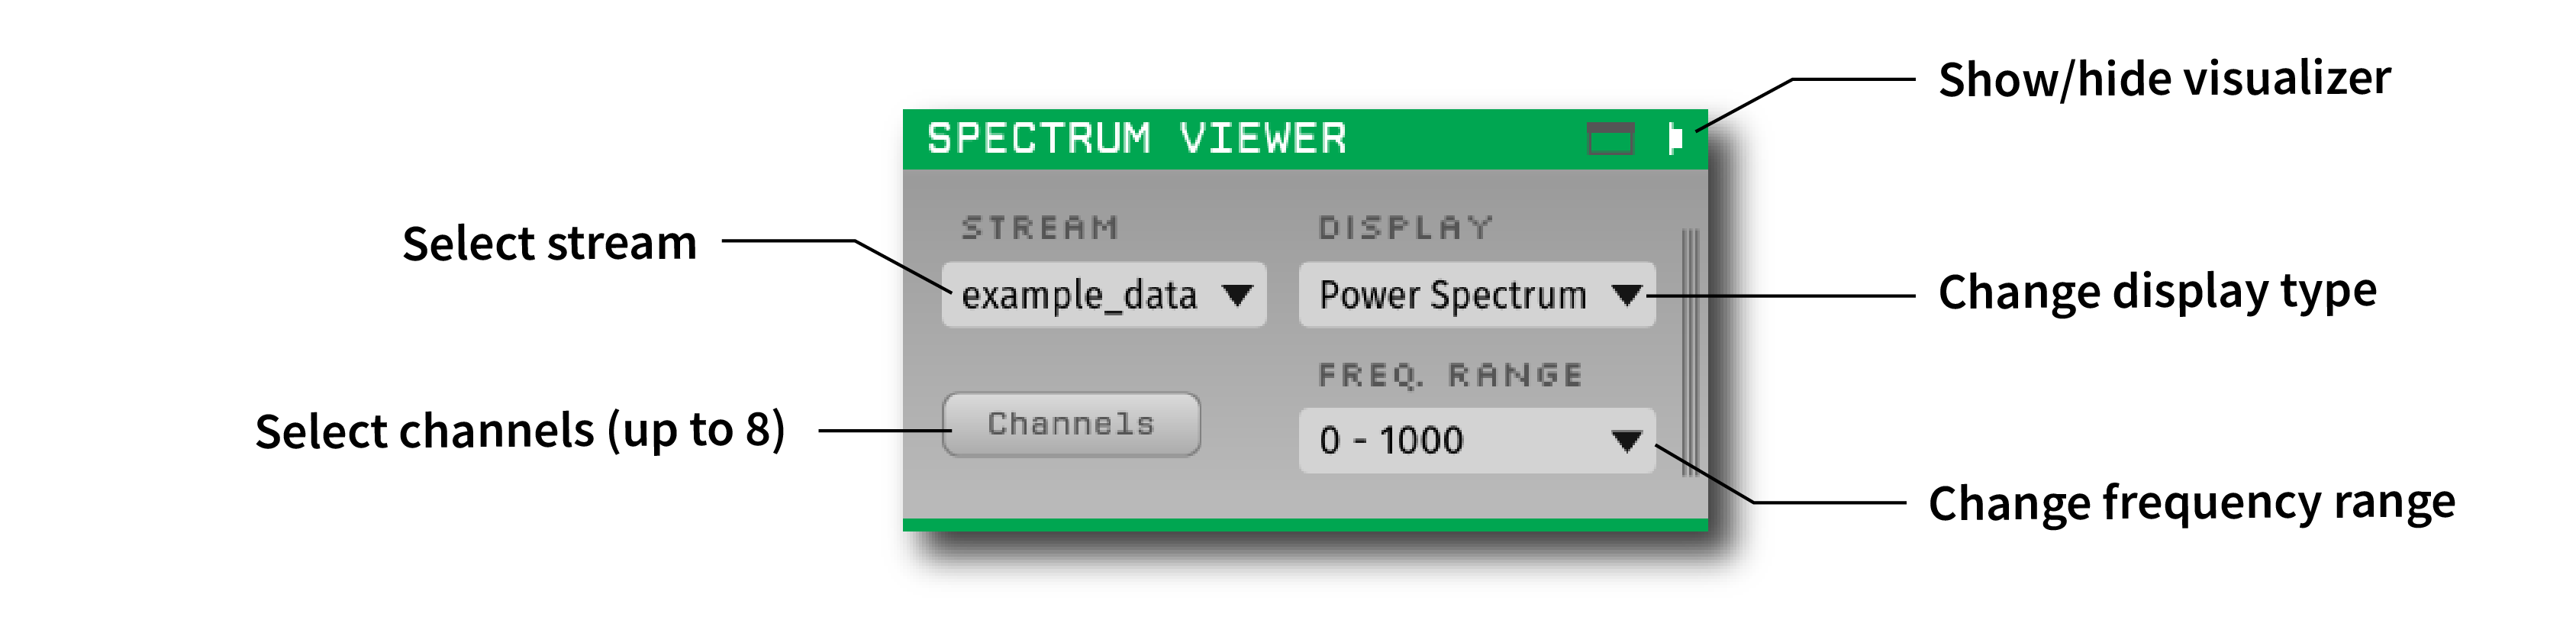 Show/hide visualizer
SPECTRUM VIEWER
STREAM
DISPLAY
Select stream
example_data
Power Spectrum
Change display type
FREQ. RANGE
Select channels (up to 8)
Channels
0 - 1000
Change frequency range